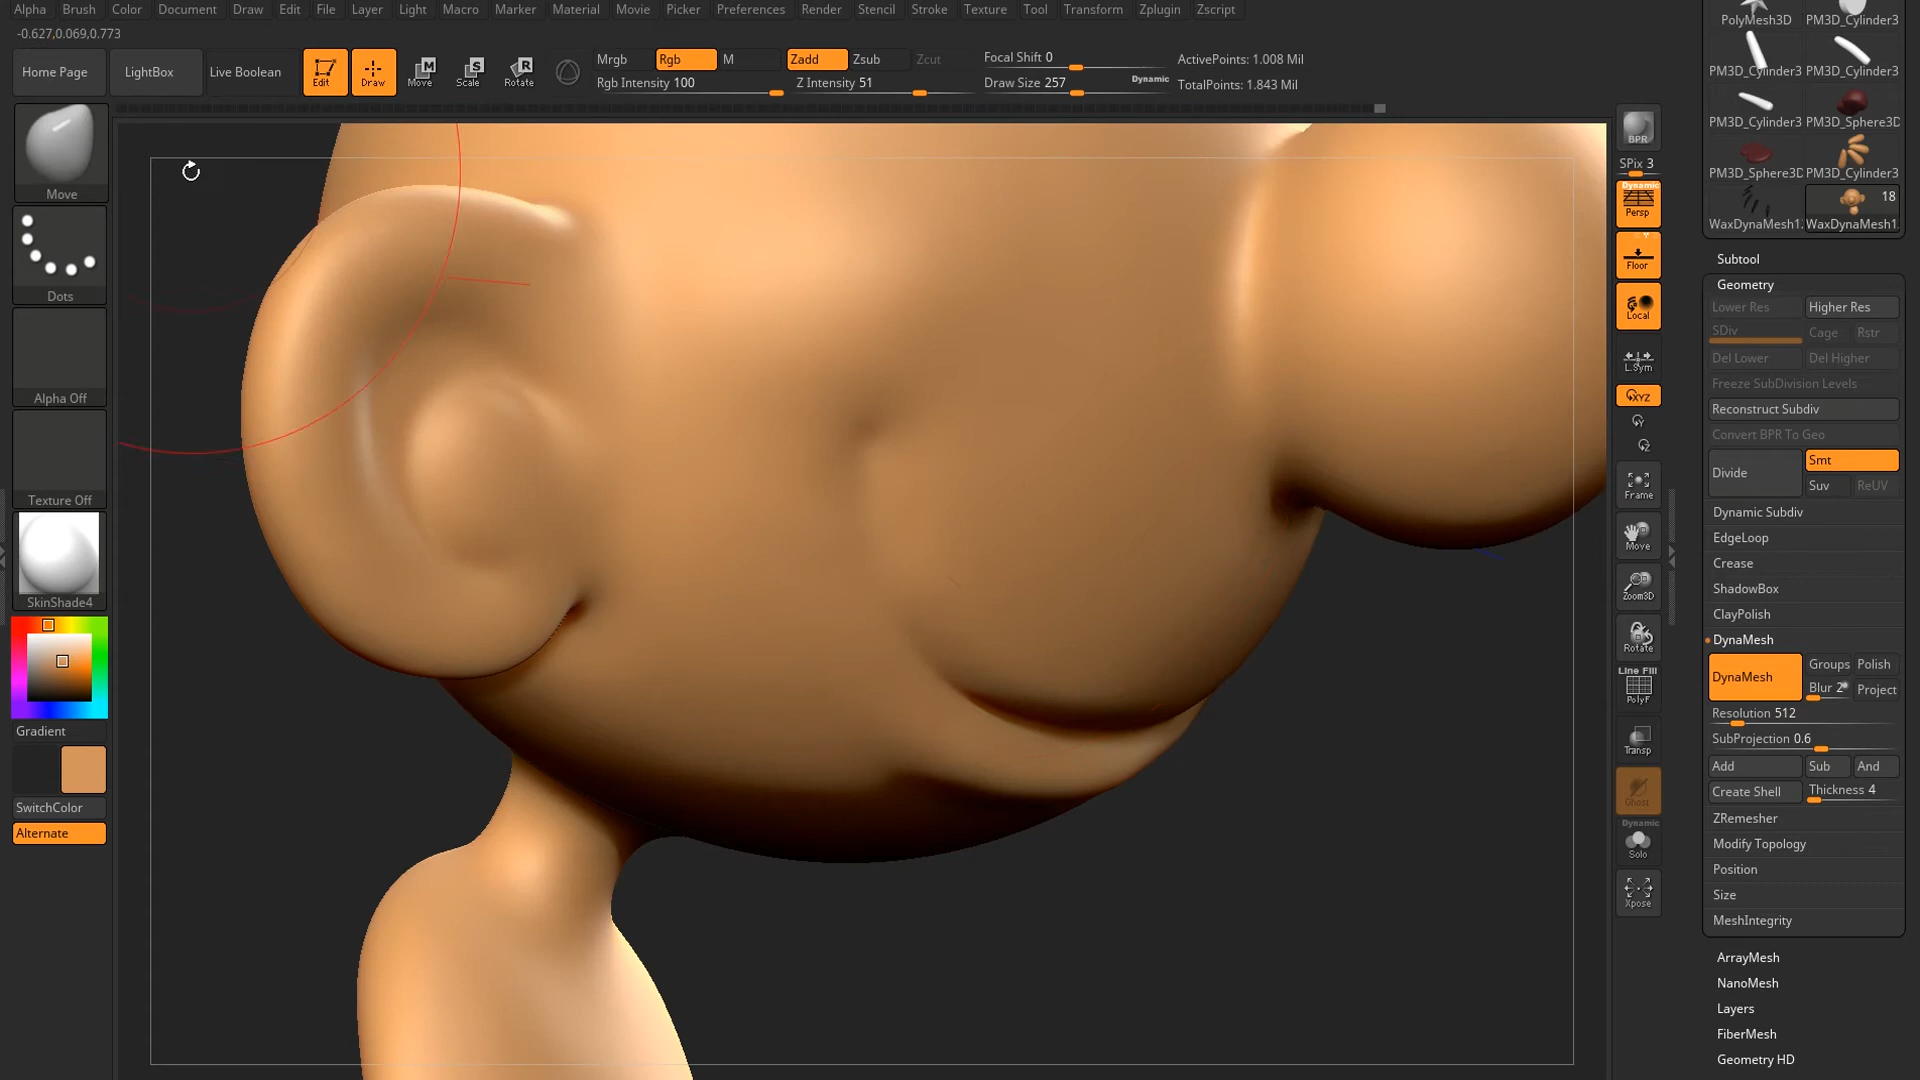 Alpha Brush Color Document Draw Edit File Layer Light Macro Marker Material Movie Picker Preferences Render Stencil Stroke Texture Tool Transform Zplugin Zscript
-0.627,0.069,0.773
Home Page LightBox Live Boolean Edit Draw Move Scale Rotate
Mrgb Rgb M Zadd Zsub Zcut Focal Shift 0 ActivePoints: 1.008 Mil
Rgb Intensity 100 Z Intensity 51 Draw Size 257 Dynamic TotalPoints: 1.843 Mil
Move
Dots
Alpha Off
Texture Off
SkinShade4
Gradient
SwitchColor
Alternate
BPR
SPix 3
Dynamic
Persp
Floor
Local
L.Sym
XYZ
Y
Z
Frame
Move
Zoom3D
Rotate
Line Fill
PolyF
Transp
Ghost
Dynamic
Solo
Xpose
PolyMesh3D PM3D_Cylinder3
PM3D_Cylinder3 PM3D_Cylinder3
PM3D_Cylinder3 PM3D_Sphere3D
PM3D_Sphere3D PM3D_Cylinder3
18
WaxDynaMesh1 WaxDynaMesh1
Subtool
Geometry
Lower Res Higher Res
SDiv Cage Rstr
Del Lower Del Higher
Freeze SubDivision Levels
Reconstruct Subdiv
Convert BPR To Geo
Divide Smt
Suv ReUV
Dynamic Subdiv
EdgeLoop
Crease
ShadowBox
ClayPolish
DynaMesh
DynaMesh Groups Polish
Blur 2 Project
Resolution 512
SubProjection 0.6
Add Sub And
Create Shell Thickness 4
ZRemesher
Modify Topology
Position
Size
MeshIntegrity
ArrayMesh
NanoMesh
Layers
FiberMesh
Geometry HD